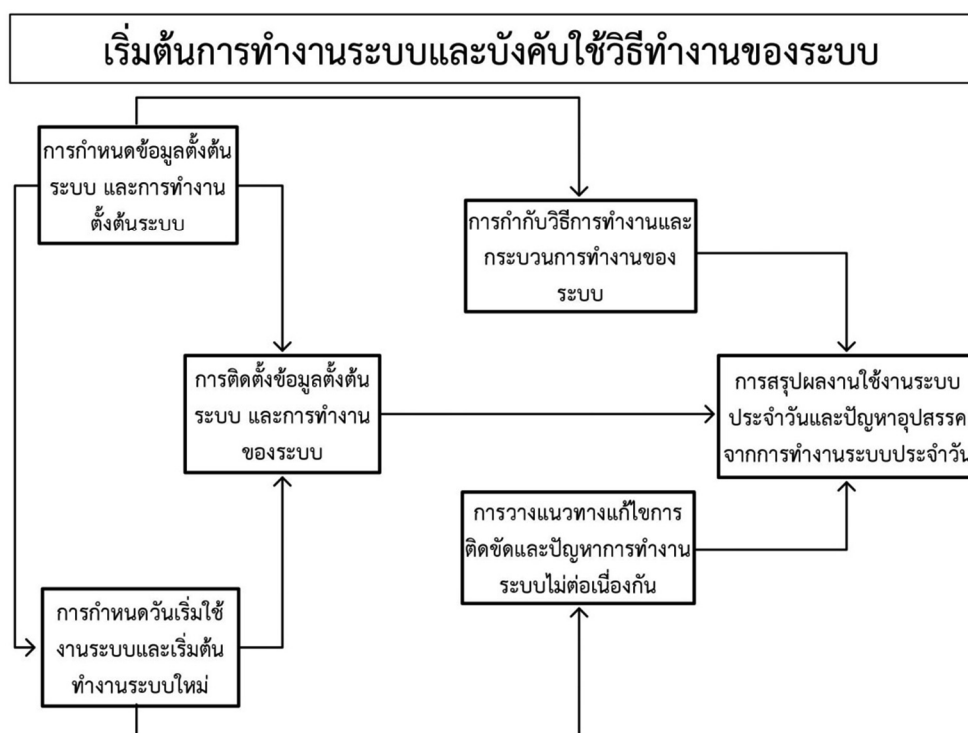 เริ่มต้นการทำงานระบบและบังคับใช้วิธีทำงานของระบบ
การกำหนดข้อมูลตั้งต้น
ระบบ และการทำงาน
ตั้งต้นระบบ
การกำกับวิธีการทำงานและ
กระบวนการทำงานของ
ระบบ
การติดตั้งข้อมูลตั้งต้น
ระบบ และการทำงาน
ของระบบ
การสรุปผลงานใช้งานระบบ
ประจำวันและปัญหาอุปสรรค
จากการทำงานระบบประจำวัน
การวางแนวทางแก้ไขการ
ติดขัดและปัญหาการทำงาน
ระบบไม่ต่อเนื่องกัน
การกำหนดวันเริ่มใช้
งานระบบและเริ่มต้น
ทำงานระบบใหม่